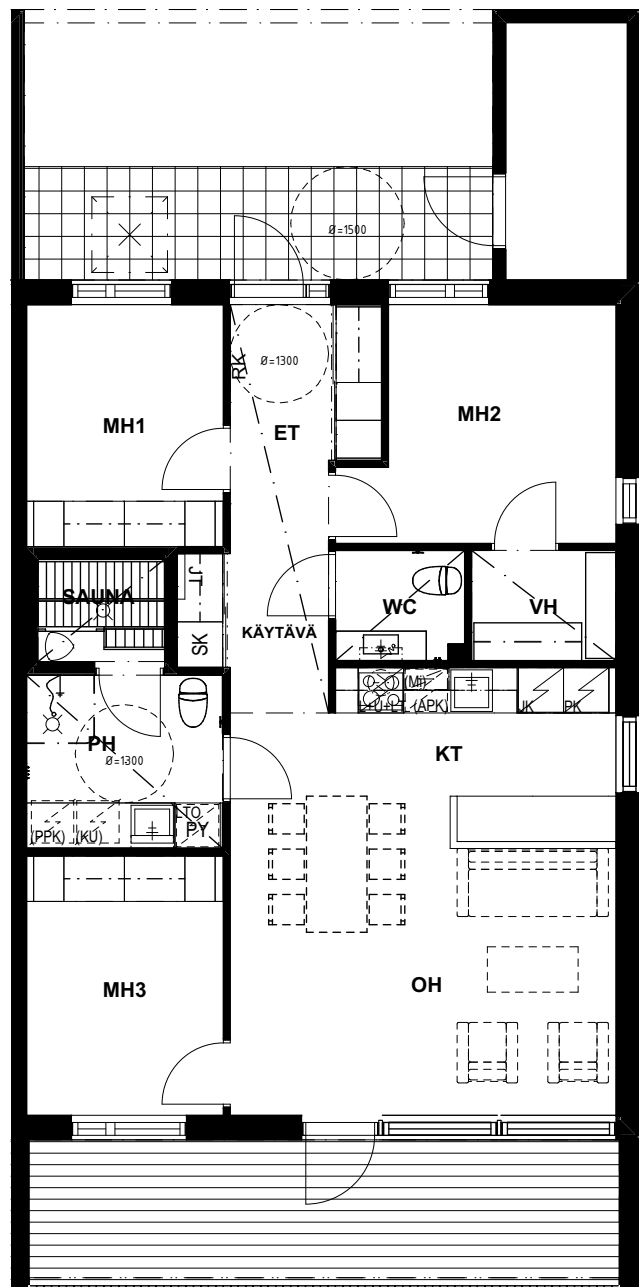 Ø=1500
RK
Ø=1300
MH1
ET
MH2
SAUNA
JT
SK
KÄYTÄVÄ
WC
VH
L+U+LT
(MI)
(APK)
JK
PK
PH
Ø=1300
KT
(PPK)
(KU)
TO
PY
MH3
OH